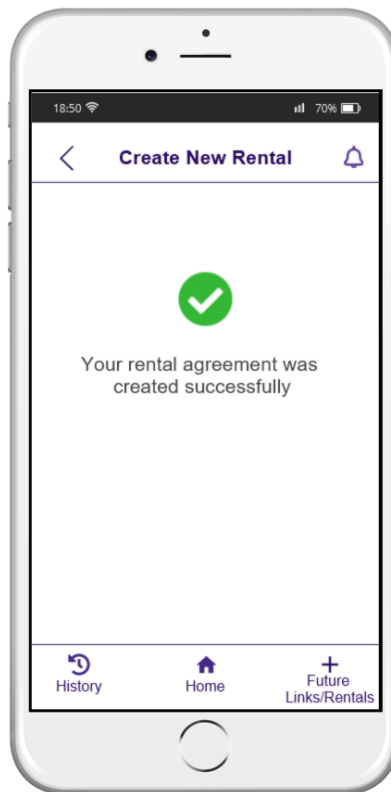 18:50 70%
Create New Rental
Your rental agreement was
created successfully
History Home Future
Links/Rentals